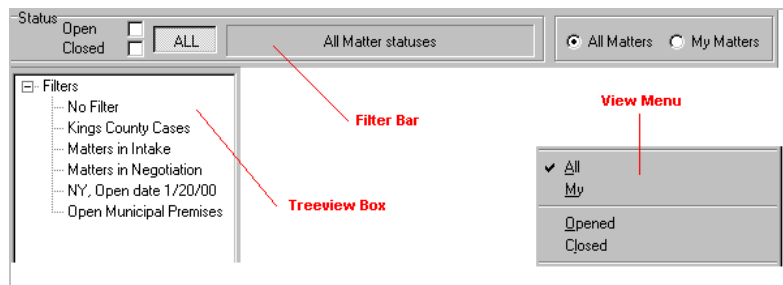 Status
Open
Closed
ALL
All Matter statuses
All Matters
My Matters
Filters
No Filter
Kings County Cases
Matters in Intake
Matters in Negotiation
NY, Open date 1/20/00
Open Municipal Premises
Filter Bar
Treeview Box
View Menu
All
My
Opened
Closed